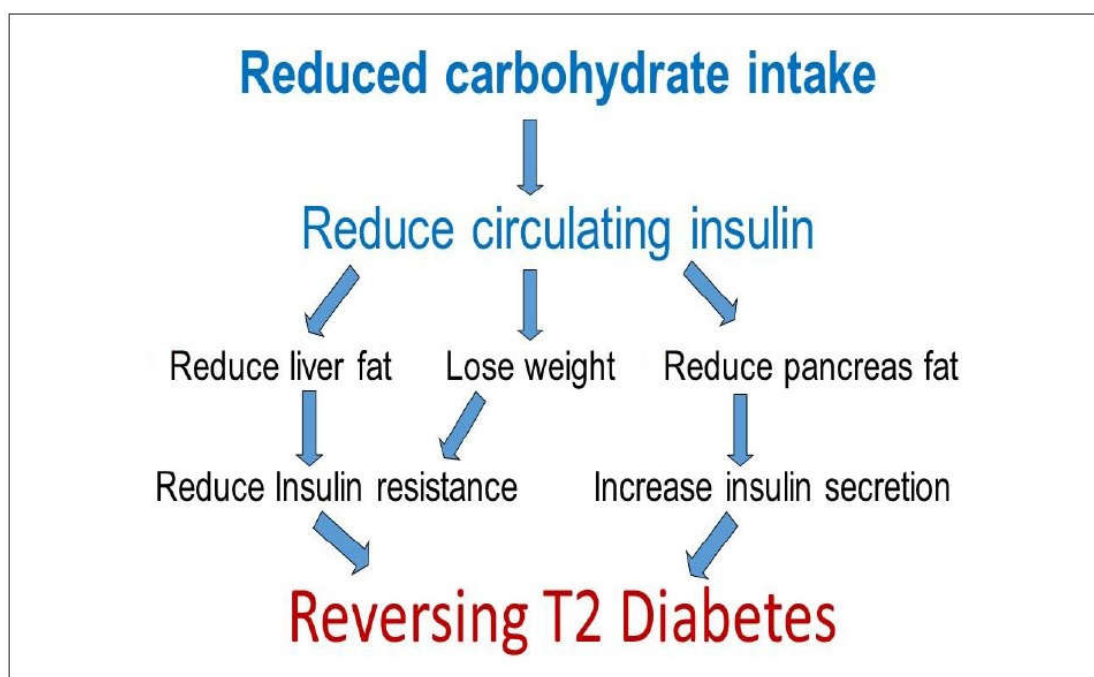 Reduced carbohydrate intake
Reduce circulating insulin
Reduce liver fat Lose weight Reduce pancreas fat
Reduce Insulin resistance Increase insulin secretion
Reversing T2 Diabetes